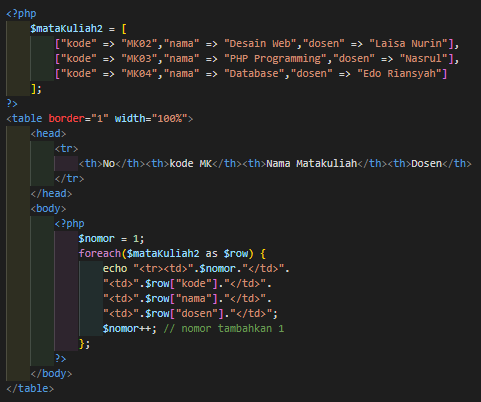 <?php
$mataKuliah2 = [
["kode" => "MK02","nama" => "Desain Web","dosen" => "Laisa Nurin"],
["kode" => "MK03","nama" => "PHP Programming","dosen" => "Nasrul"],
["kode" => "MK04","nama" => "Database","dosen" => "Edo Riansyah"]
];
?>
<table border="1" width="100%">
<head>
<tr>
<th>No</th><th>kode MK</th><th>Nama Matakuliah</th><th>Dosen</th>
</tr>
</head>
<body>
<?php
$nomor = 1;
foreach($mataKuliah2 as $row) {
echo "<tr><td>".$nomor."</td>".
"<td>".$row["kode"]."</td>".
"<td>".$row["nama"]."</td>".
"<td>".$row["dosen"]."</td>";
$nomor++; // nomor tambahkan 1
};
?>
</body>
</table>